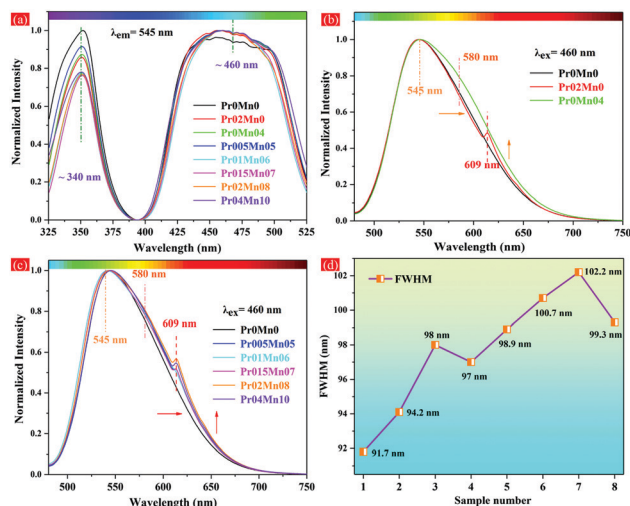 (a)
λem= 545 nm
~ 460 nm
~ 340 nm
Pr0Mn0
Pr02Mn0
Pr0Mn04
Pr005Mn05
Pr01Mn06
Pr015Mn07
Pr02Mn08
Pr04Mn10
Normalized Intensity
1.0
0.8
0.6
0.4
0.2
0.0
325 350 375 400 425 450 475 500 525
Wavelength (nm)
(b)
λex= 460 nm
580 nm
545 nm
609 nm
Pr0Mn0
Pr02Mn0
Pr0Mn04
Normalized Intensity
1.0
0.8
0.6
0.4
0.2
0.0
500 550 600 650 700 750
Wavelength (nm)
(c)
580 nm
λex= 460 nm
545 nm
609 nm
Pr0Mn0
Pr005Mn05
Pr01Mn06
Pr015Mn07
Pr02Mn08
Pr04Mn10
Normalized Intensity
1.0
0.8
0.6
0.4
0.2
0.0
500 550 600 650 700 750
Wavelength (nm)
(d)
FWHM
102.2 nm
100.7 nm
99.3 nm
98.9 nm
98 nm
97 nm
94.2 nm
91.7 nm
FWHM (nm)
102
100
98
96
94
92
1 2 3 4 5 6 7 8
Sample number